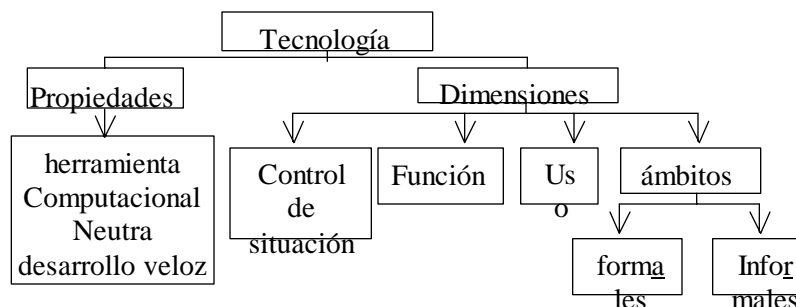 Tecnología
Propiedades
Dimensiones
herramienta
Computacional
Neutra
desarrollo veloz
Control
de
situación
Función
Us
o
ámbitos
forma
les
Infor
males